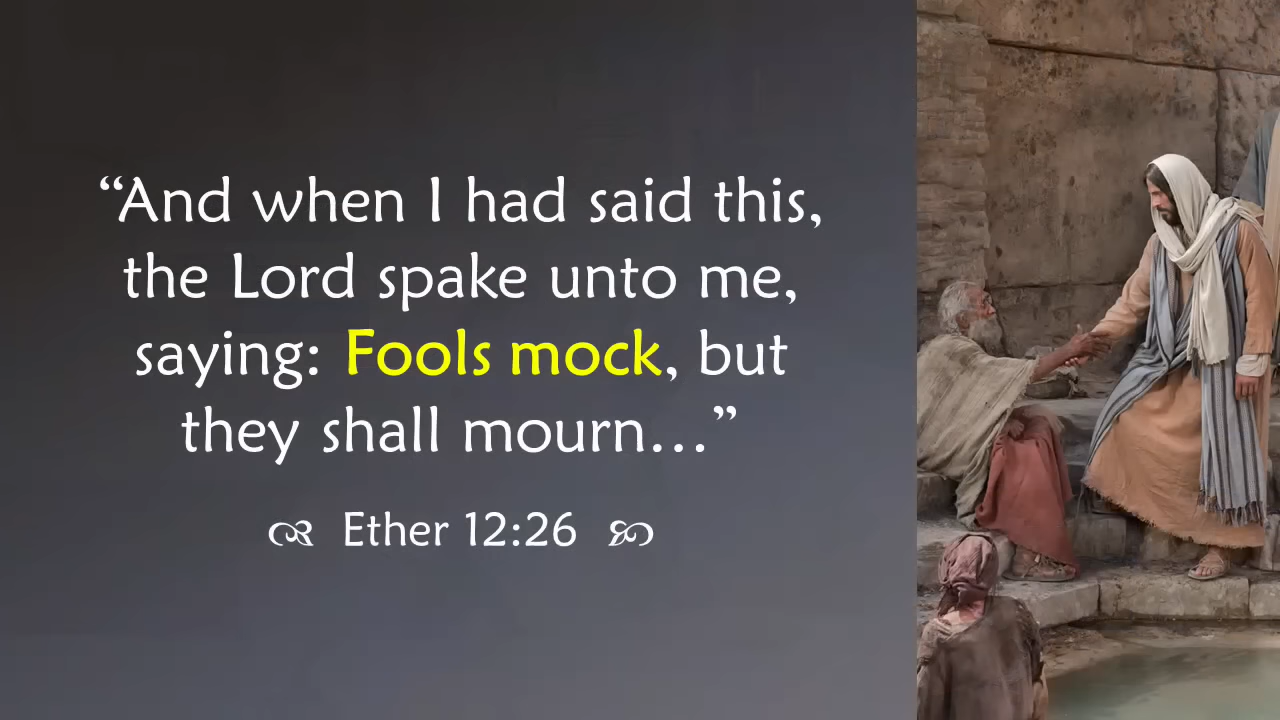 “And when I had said this,
the Lord spake unto me,
saying: Fools mock, but
they shall mourn…”
Ether 12:26